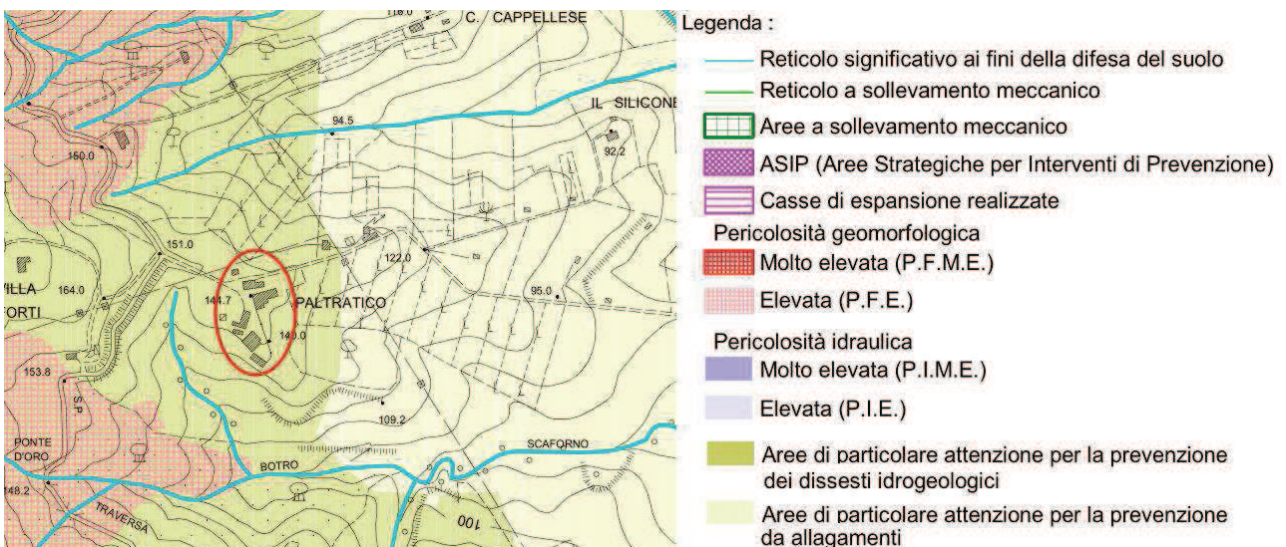 116.0
C. CAPPELLESE
IL SILICONE
94.5
92.2
160.0
151.0
122.0
VILLA
FORTI
164.0
144.7
PALTRATICO
95.0
140.0
153.8
S.P.
109.2
PONTE
D'ORO
BOTRO
SCAFORNO
148.2
TRAVERSA
100
Legenda :
Reticolo significativo ai fini della difesa del suolo
Reticolo a sollevamento meccanico
Aree a sollevamento meccanico
ASIP (Aree Strategiche per Interventi di Prevenzione)
Casse di espansione realizzate
Pericolosità geomorfologica
Molto elevata (P.F.M.E.)
Elevata (P.F.E.)
Pericolosità idraulica
Molto elevata (P.I.M.E.)
Elevata (P.I.E.)
Aree di particolare attenzione per la prevenzione
dei dissesti idrogeologici
Aree di particolare attenzione per la prevenzione
da allagamenti